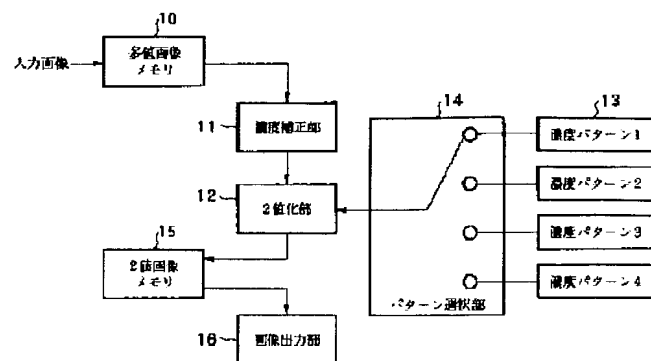 10
入力画像
多値画像
メモリ
11
濃度補正部
14
13
濃度パターン1
濃度パターン2
濃度パターン3
濃度パターン4
12
2値化部
15
2値画像
メモリ
パターン選択部
16
画像出力部